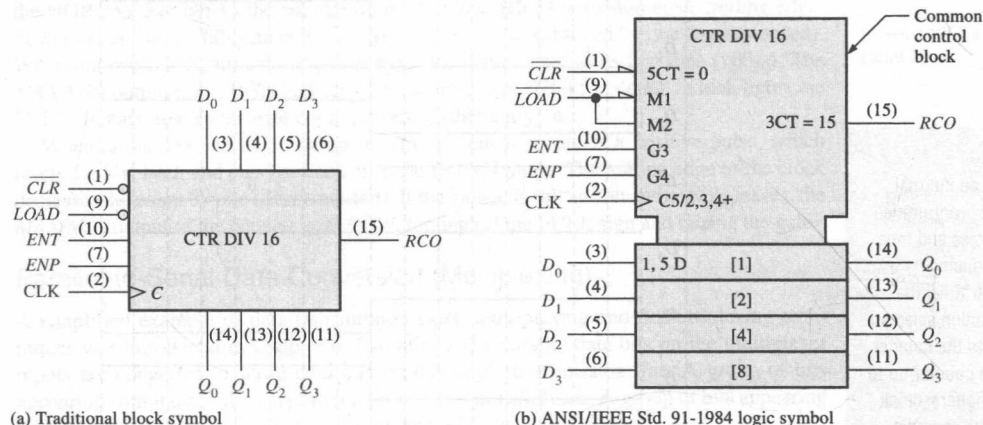 CTR DIV 16
Common
control
block
(1)
CLR
5CT = 0
(9)
LOAD
M1
M2
3CT = 15
(15)
RCO
(10)
ENT
G3
(7)
ENP
G4
(2)
CLK
C5/2,3,4+
(3)
D0
1, 5 D
[1]
(14)
Q0
(4)
D1
[2]
(13)
Q1
(5)
D2
[4]
(12)
Q2
(6)
D3
[8]
(11)
Q3
D0 D1 D2 D3
(3) (4) (5) (6)
(1)
CLR
(9)
LOAD
(10)
ENT
(7)
ENP
(2)
CLK
C
CTR DIV 16
(15)
RCO
(14) (13) (12) (11)
Q0 Q1 Q2 Q3
(a) Traditional block symbol
(b) ANSI/IEEE Std. 91-1984 logic symbol